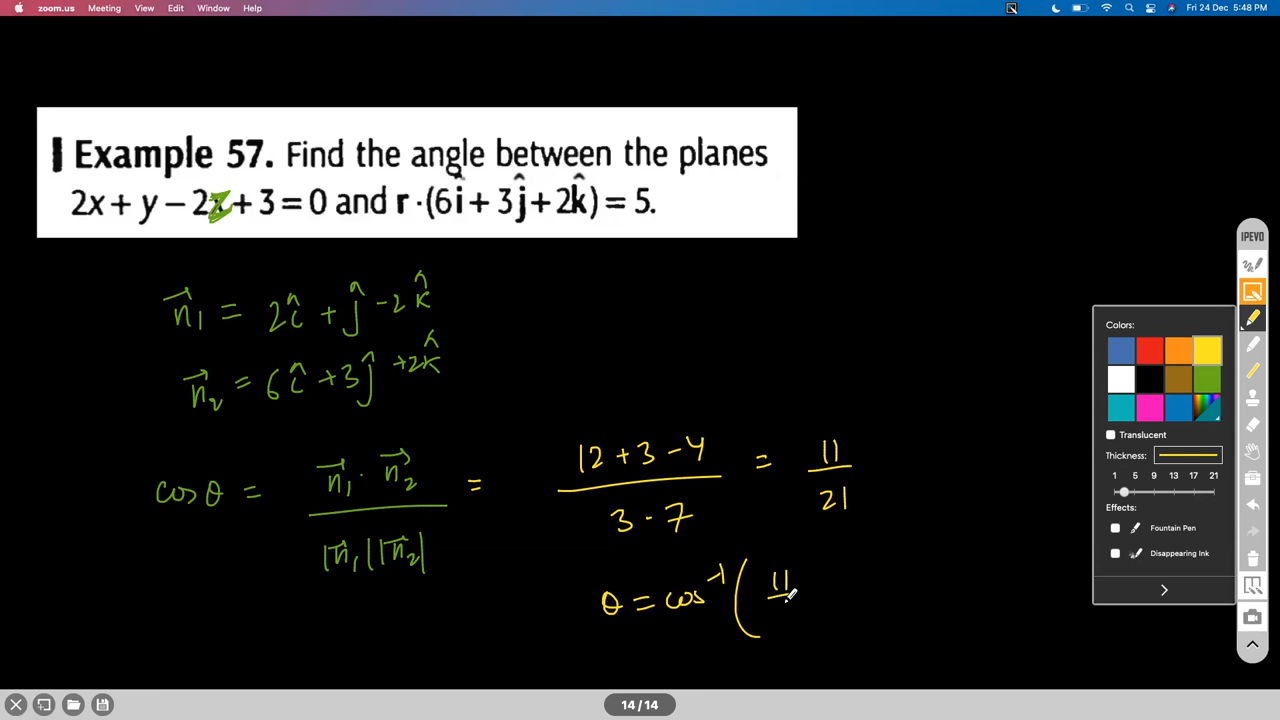 zoom.us Meeting View Edit Window Help Fri 24 Dec 5:48 PM
Example 57. Find the angle between the planes
2x + y − 2z + 3 = 0 and r · (6î + 3ĵ + 2k̂) = 5.
n⃗₁ = 2î + ĵ − 2k̂
n⃗₂ = 6î + 3ĵ + 2k̂
cos θ = n⃗₁ · n⃗₂ / |n⃗₁||n⃗₂| = 12 + 3 − 4 / 3 · 7 = 11 / 21
θ = cos⁻¹ ( 11
IPEVO
Colors:
Translucent
Thickness:
1 5 9 13 17 21
Effects:
Fountain Pen
Disappearing Ink
14 / 14